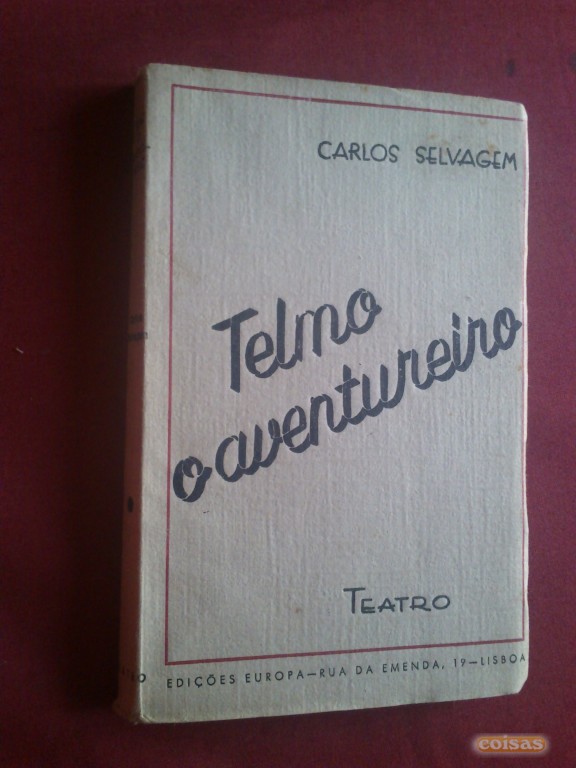 CARLOS SELVAGEM
Telmo
o aventureiro
TEATRO
EDIÇÕES EUROPA—RUA DA EMENDA, 19—LISBOA
coisas